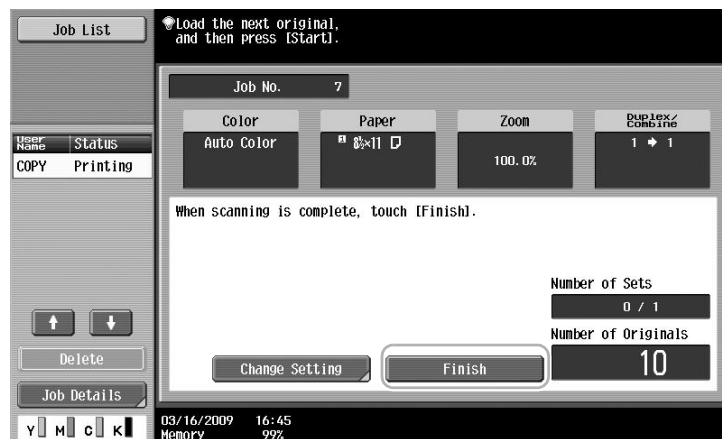 Job List
Load the next original,
and then press [Start].
Job No. 7
Color
Auto Color
Paper
1 8½×11
Zoom
100.0%
Duplex/
Combine
1 → 1
User
Name
Status
COPY Printing
When scanning is complete, touch [Finish].
Number of Sets
0 / 1
Number of Originals
10
Change Setting
Finish
Delete
Job Details
Y M C K
03/16/2009 16:45
Memory 99%